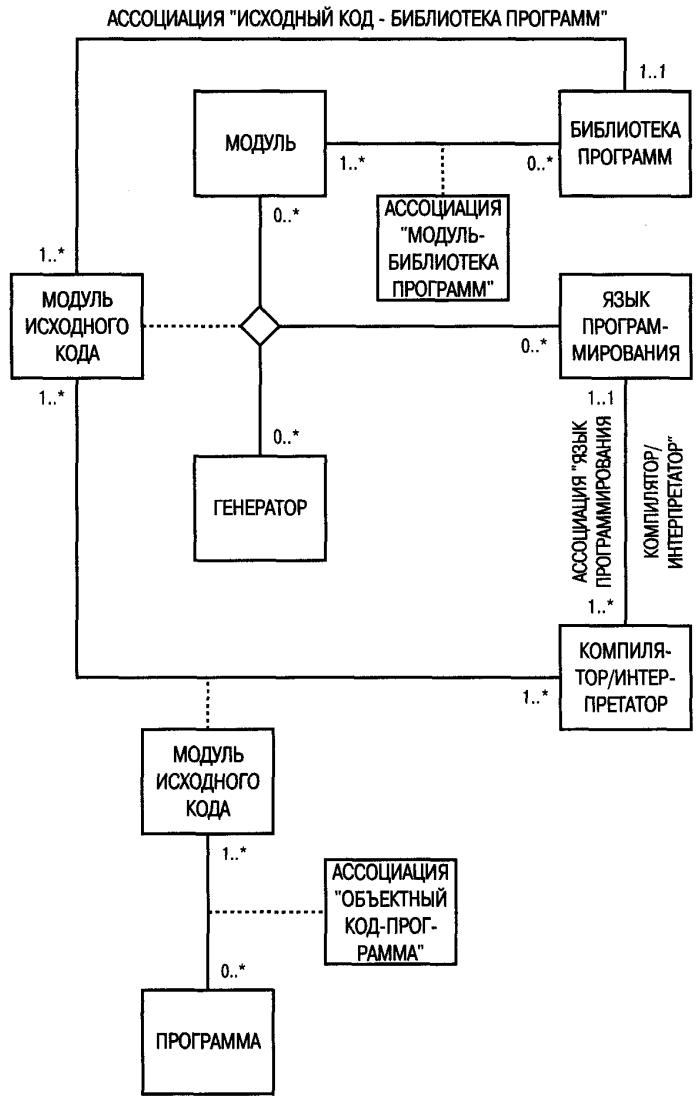 АССОЦИАЦИЯ "ИСХОДНЫЙ КОД - БИБЛИОТЕКА ПРОГРАММ"
1..1
МОДУЛЬ
1..*
0..*
БИБЛИОТЕКА
ПРОГРАММ
АССОЦИАЦИЯ
"МОДУЛЬ-
БИБЛИОТЕКА
ПРОГРАММ"
0..*
1..*
МОДУЛЬ
ИСХОДНОГО
КОДА
1..*
ЯЗЫК
ПРОГРАМ-
МИРОВАНИЯ
0..*
1..1
0..*
ГЕНЕРАТОР
АССОЦИАЦИЯ "ЯЗЫК
ПРОГРАММИРОВАНИЯ
КОМПИЛЯТОР/
ИНТЕРПРЕТАТОР"
1..*
КОМПИЛЯ-
ТОР/ИНТЕР-
ПРЕТАТОР
1..*
МОДУЛЬ
ИСХОДНОГО
КОДА
1..*
АССОЦИАЦИЯ
"ОБЪЕКТНЫЙ
КОД-ПРОГ-
РАММА"
0..*
ПРОГРАММА